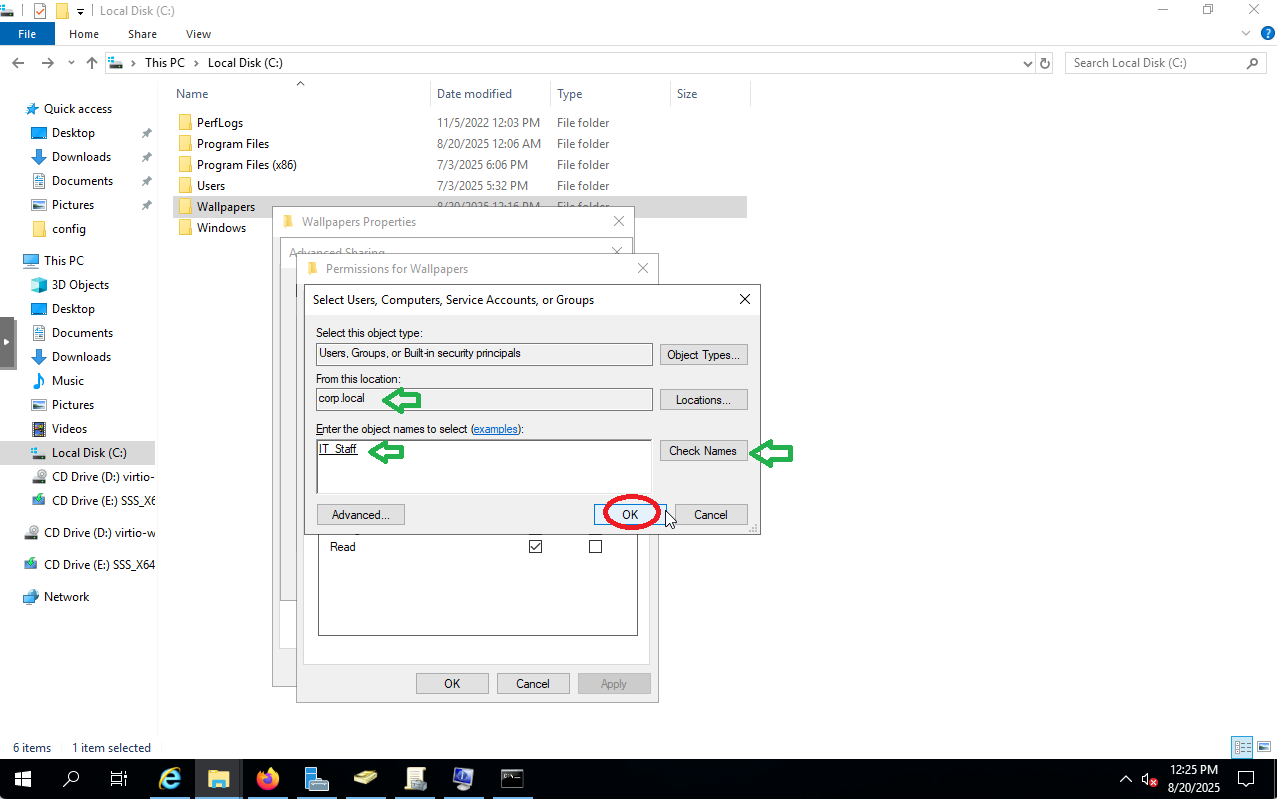 Local Disk (C:)
File Home Share View
This PC Local Disk (C:) Search Local Disk (C:)
Name Date modified Type Size
Quick access
Desktop
Downloads
Documents
Pictures
config
This PC
3D Objects
Desktop
Documents
Downloads
Music
Pictures
Videos
Local Disk (C:)
CD Drive (D:) virtio
CD Drive (E:) SSS_X6
CD Drive (D:) virtio-w
CD Drive (E:) SSS_X64
Network
PerfLogs 11/5/2022 12:03 PM File folder
Program Files 8/20/2025 12:06 AM File folder
Program Files (x86) 7/3/2025 6:06 PM File folder
Users 7/3/2025 5:32 PM File folder
Wallpapers 8/20/2025 12:16 PM File folder
Windows
Wallpapers Properties
Advanced Sharing
Permissions for Wallpapers
Select Users, Computers, Service Accounts, or Groups
Select this object type:
Users, Groups, or Built-in security principals Object Types...
From this location:
corp.local Locations...
Enter the object names to select (examples):
IT_Staff Check Names
Advanced... OK Cancel
Read
OK Cancel Apply
6 items 1 item selected
12:25 PM
8/20/2025